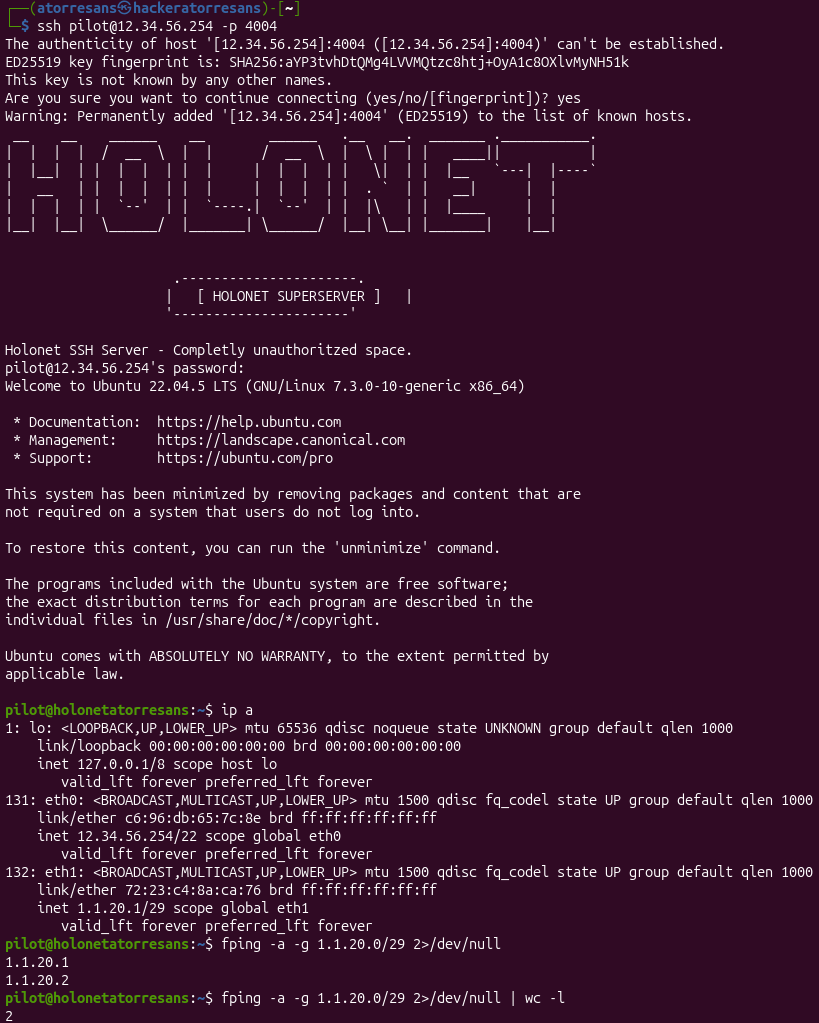 ┌──(atorresans㉿hackeratorresans)-[~]
└─$ ssh pilot@12.34.56.254 -p 4004
The authenticity of host '[12.34.56.254]:4004 ([12.34.56.254]:4004)' can't be established.
ED25519 key fingerprint is: SHA256:aYP3tvhDtQMg4LVVMQtzc8htj+OyA1c8OXlvMyNH51k
This key is not known by any other names.
Are you sure you want to continue connecting (yes/no/[fingerprint])? yes
Warning: Permanently added '[12.34.56.254]:4004' (ED25519) to the list of known hosts.
HOLONET
[ HOLONET SUPERSERVER ]
Holonet SSH Server - Completly unauthoritzed space.
pilot@12.34.56.254's password:
Welcome to Ubuntu 22.04.5 LTS (GNU/Linux 7.3.0-10-generic x86_64)
* Documentation:  https://help.ubuntu.com
* Management:     https://landscape.canonical.com
* Support:        https://ubuntu.com/pro
This system has been minimized by removing packages and content that are
not required on a system that users do not log into.
To restore this content, you can run the 'unminimize' command.
The programs included with the Ubuntu system are free software;
the exact distribution terms for each program are described in the
individual files in /usr/share/doc/*/copyright.
Ubuntu comes with ABSOLUTELY NO WARRANTY, to the extent permitted by
applicable law.
pilot@holonetatorresans:~$ ip a
1: lo: <LOOPBACK,UP,LOWER_UP> mtu 65536 qdisc noqueue state UNKNOWN group default qlen 1000
    link/loopback 00:00:00:00:00:00 brd 00:00:00:00:00:00
    inet 127.0.0.1/8 scope host lo
       valid_lft forever preferred_lft forever
131: eth0: <BROADCAST,MULTICAST,UP,LOWER_UP> mtu 1500 qdisc fq_codel state UP group default qlen 1000
    link/ether c6:96:db:65:7c:8e brd ff:ff:ff:ff:ff:ff
    inet 12.34.56.254/22 scope global eth0
       valid_lft forever preferred_lft forever
132: eth1: <BROADCAST,MULTICAST,UP,LOWER_UP> mtu 1500 qdisc fq_codel state UP group default qlen 1000
    link/ether 72:23:c4:8a:ca:76 brd ff:ff:ff:ff:ff:ff
    inet 1.1.20.1/29 scope global eth1
       valid_lft forever preferred_lft forever
pilot@holonetatorresans:~$ fping -a -g 1.1.20.0/29 2>/dev/null
1.1.20.1
1.1.20.2
pilot@holonetatorresans:~$ fping -a -g 1.1.20.0/29 2>/dev/null | wc -l
2